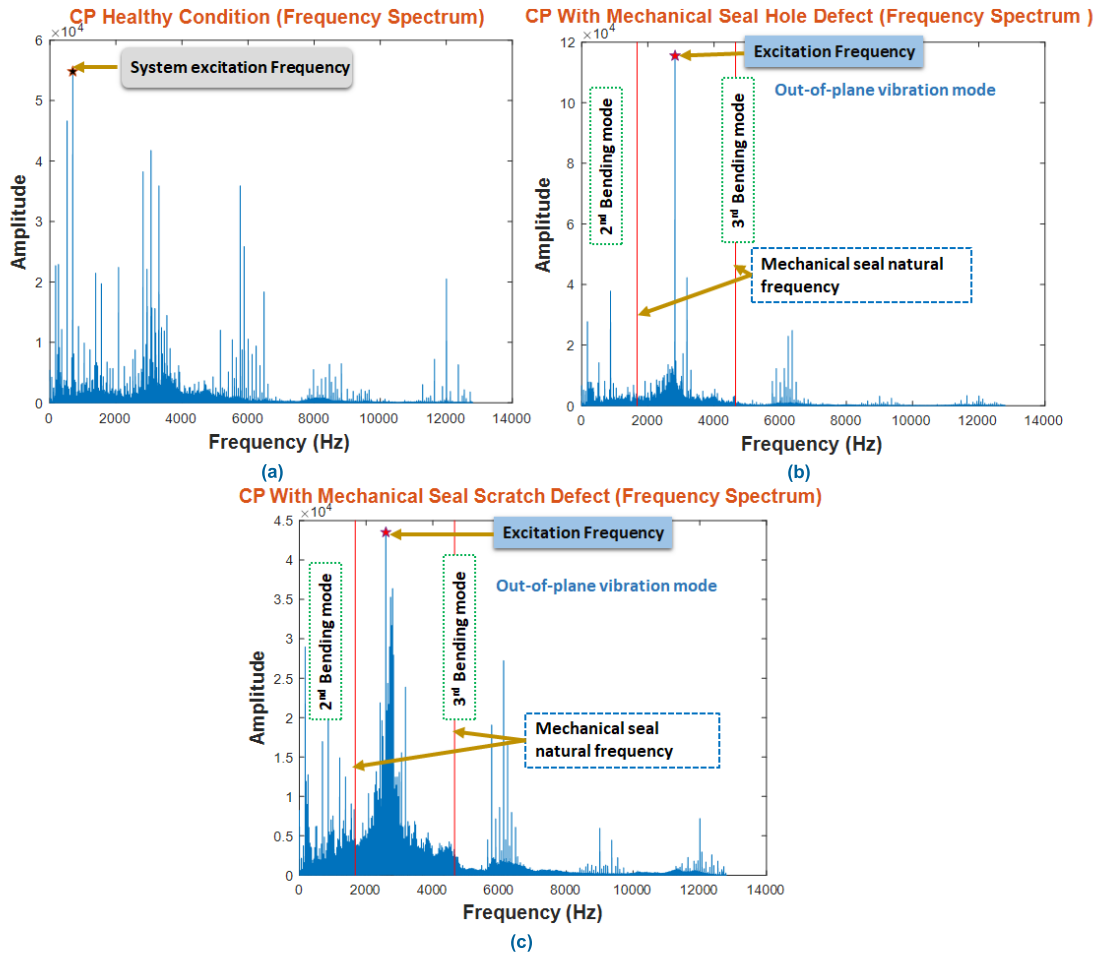 CP Healthy Condition (Frequency Spectrum)
×10⁴
6
5
4
3
2
1
0
Amplitude
System excitation Frequency
0
2000
4000
6000
8000
10000
12000
14000
Frequency (Hz)
(a)
CP With Mechanical Seal Hole Defect (Frequency Spectrum )
×10⁴
12
10
8
6
4
2
0
Amplitude
Excitation Frequency
Out-of-plane vibration mode
2nd Bending mode
3rd Bending mode
Mechanical seal natural
frequency
0
2000
4000
6000
8000
10000
12000
14000
Frequency (Hz)
(b)
CP With Mechanical Seal Scratch Defect (Frequency Spectrum)
×10⁴
4.5
4
3.5
3
2.5
2
1.5
1
0.5
0
Amplitude
Excitation Frequency
Out-of-plane vibration mode
2nd Bending mode
3rd Bending mode
Mechanical seal
natural frequency
0
2000
4000
6000
8000
10000
12000
14000
Frequency (Hz)
(c)